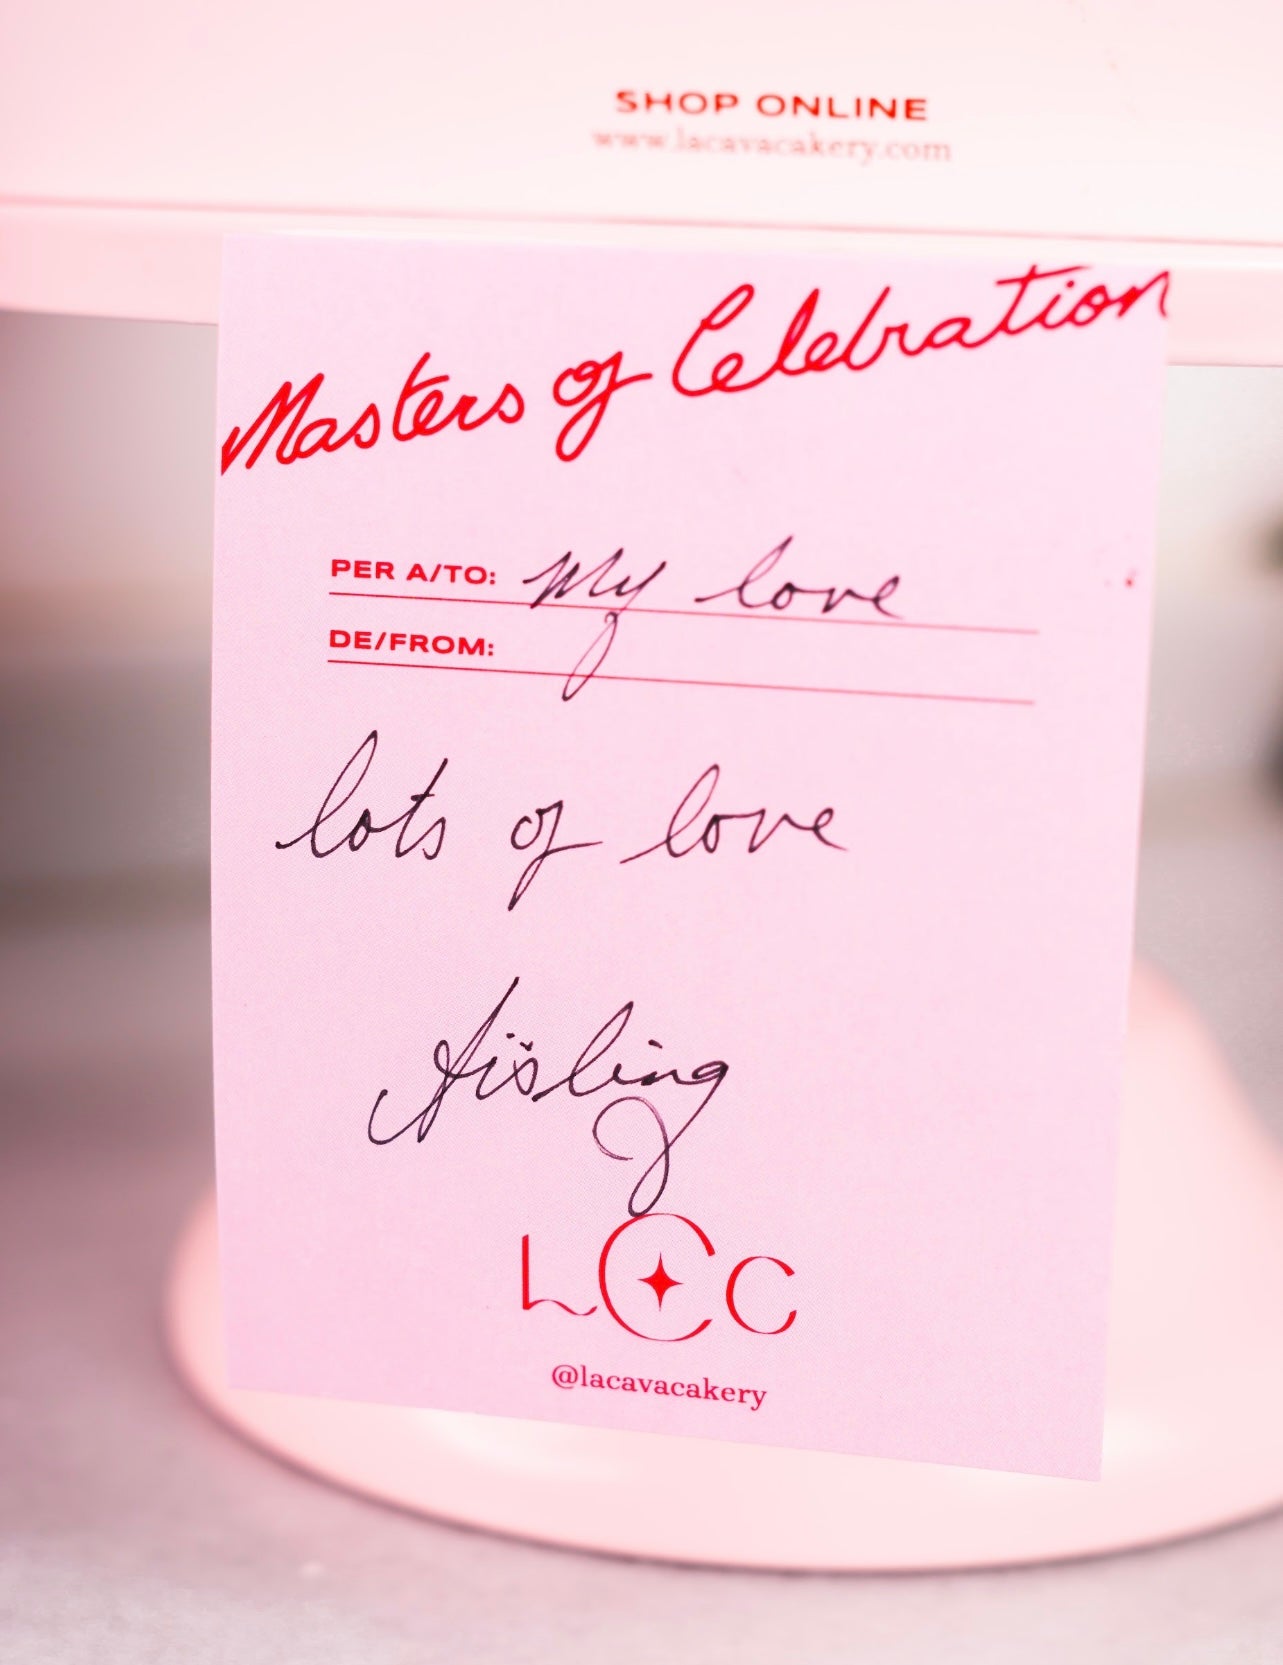 SHOP ONLINE
www.lacavacakery.com
Masters of Celebration
PER A/TO: My love
DE/FROM:
lots of love
Aisling
LCC
@lacavacakery